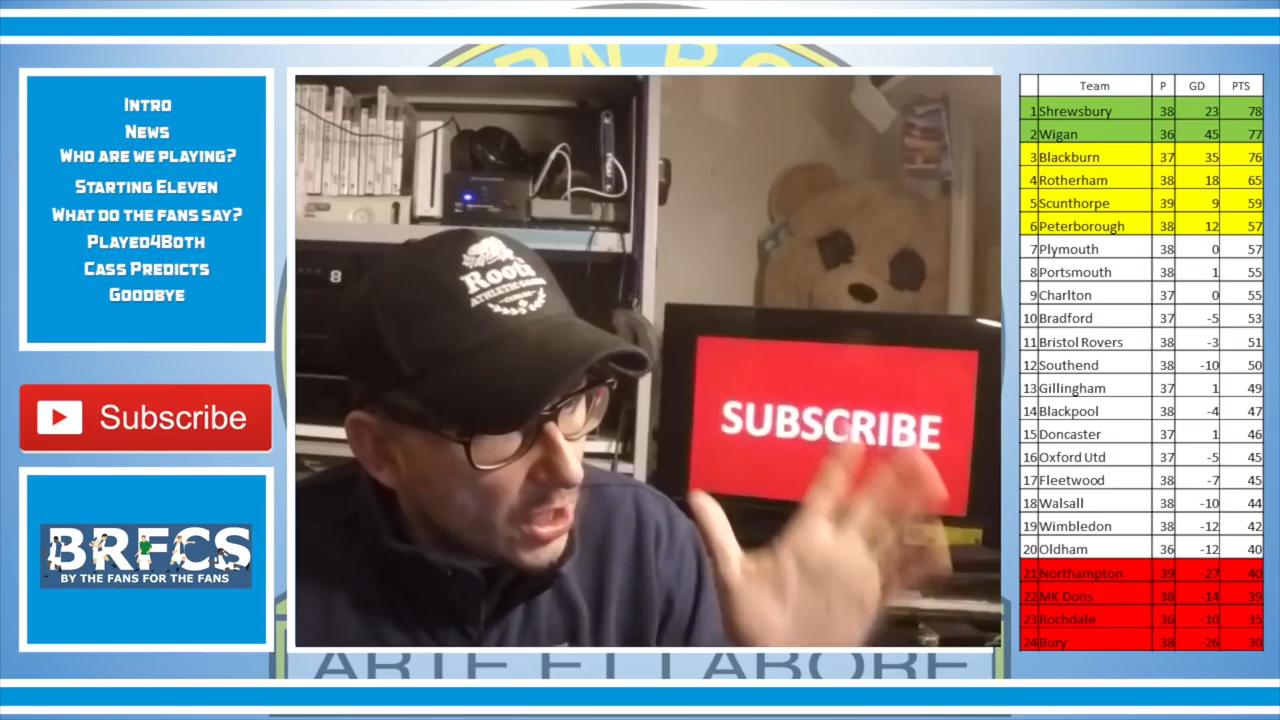 RN RO
INTRO
NEWS
WHO ARE WE PLAYING?
STARTING ELEVEN
WHAT DO THE FANS SAY?
PLAYED4BOTH
CASS PREDICTS
GOODBYE
Subscribe
BRFCS
BY THE FANS FOR THE FANS
8
Roots
ATHLETIC
SUBSCRIBE
Team P GD PTS
1 Shrewsbury 38 23 78
2 Wigan 36 45 77
3 Blackburn 37 35 76
4 Rotherham 38 18 65
5 Scunthorpe 39 9 59
6 Peterborough 38 12 57
7 Plymouth 38 0 57
8 Portsmouth 38 1 55
9 Charlton 37 0 55
10 Bradford 37 -5 53
11 Bristol Rovers 38 -3 51
12 Southend 38 -10 50
13 Gillingham 37 1 49
14 Blackpool 38 -4 47
15 Doncaster 37 1 46
16 Oxford Utd 37 -5 45
17 Fleetwood 38 -7 45
18 Walsall 38 -10 44
19 Wimbledon 38 -12 42
20 Oldham 36 -12 40
21 Northampton 39 -27 40
22 MK Dons 38 -14 39
23 Rochdale 36 -10 35
24 Bury 38 -26 30
ARTE ET LABORE